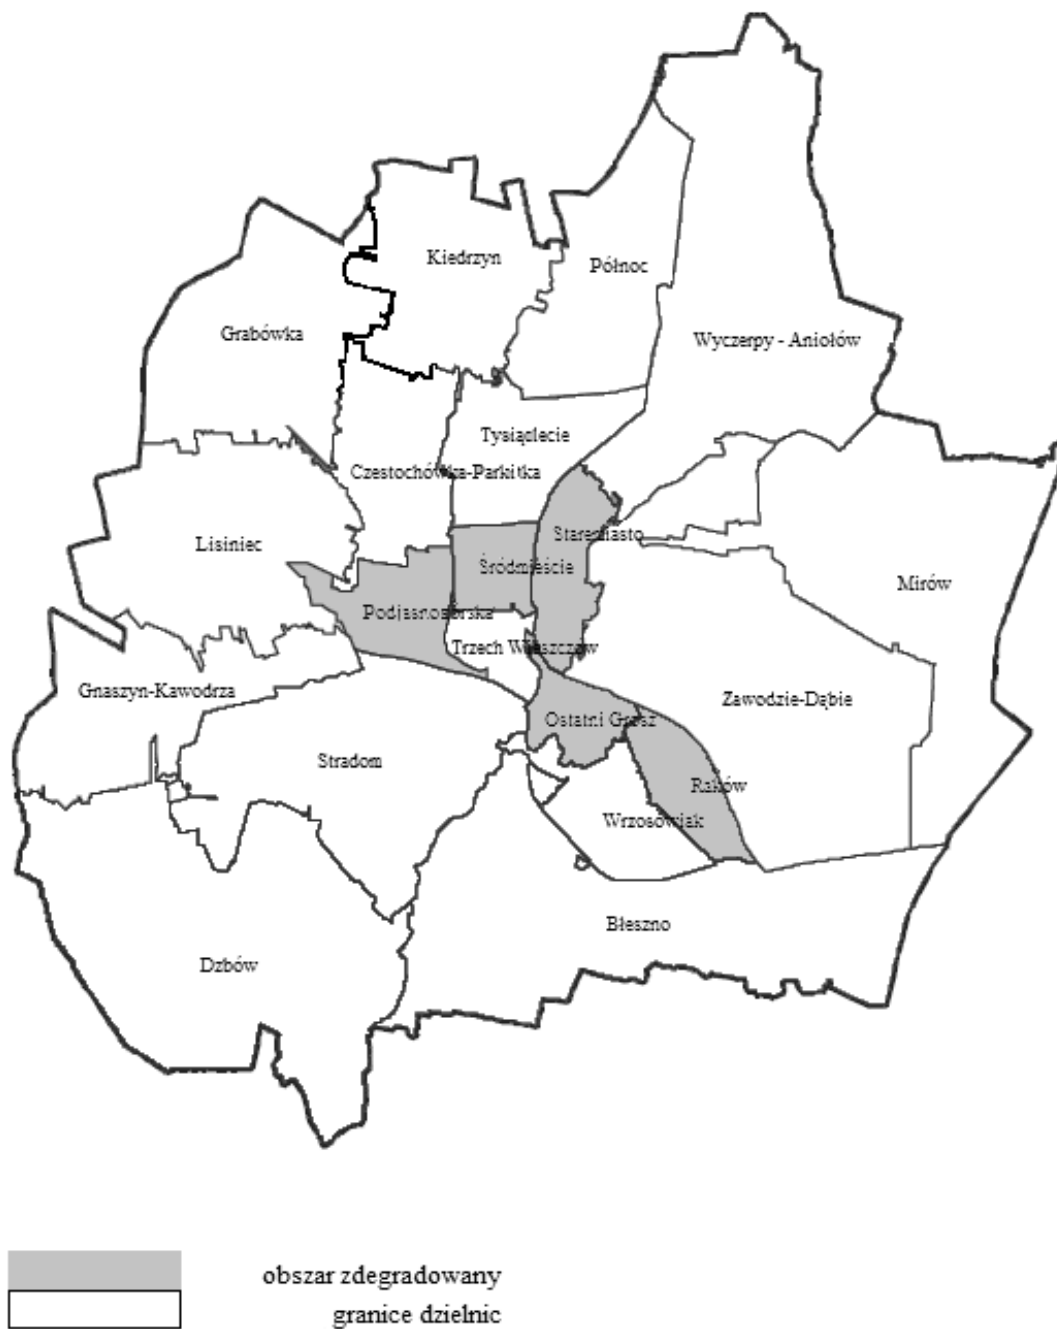 Kiedrzyn
Północ
Grabówka
Wyczerpy - Aniołów
Tysiąclecie
Czestochówka-Parkitka
Stare miasto
Lisiniec
Śródmieście
Mirów
Podjasnogórska
Trzech Wieszczów
Gnaszyn-Kawodrza
Zawodzie-Dąbie
Ostatni Grosz
Stradom
Raków
Wrzosowiak
Błeszno
Dzbów
obszar zdegradowany
granice dzielnic